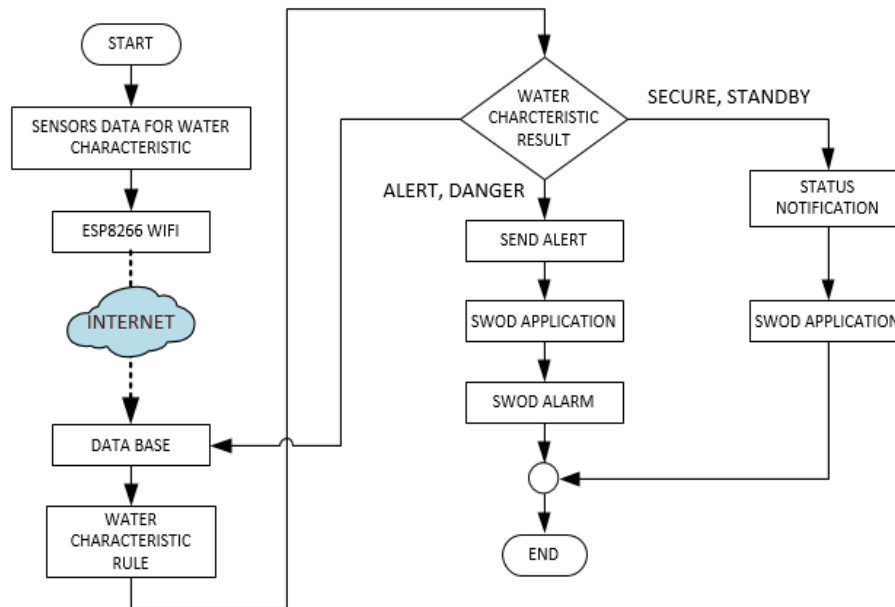 START
SENSORS DATA FOR WATER
CHARACTERISTIC
ESP8266 WIFI
INTERNET
DATA BASE
WATER
CHARACTERISTIC
RULE
WATER
CHARCTERISTIC
RESULT
ALERT, DANGER
SEND ALERT
SWOD APPLICATION
SWOD ALARM
SECURE, STANDBY
STATUS
NOTIFICATION
SWOD APPLICATION
END